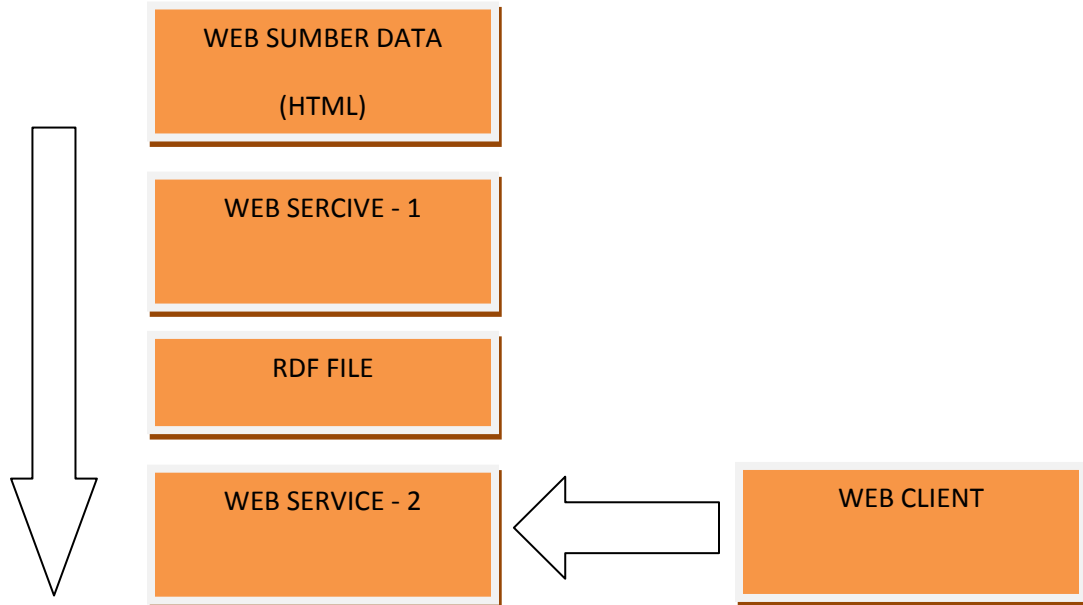 WEB SUMBER DATA
(HTML)
WEB SERCIVE - 1
RDF FILE
WEB SERVICE - 2
WEB CLIENT